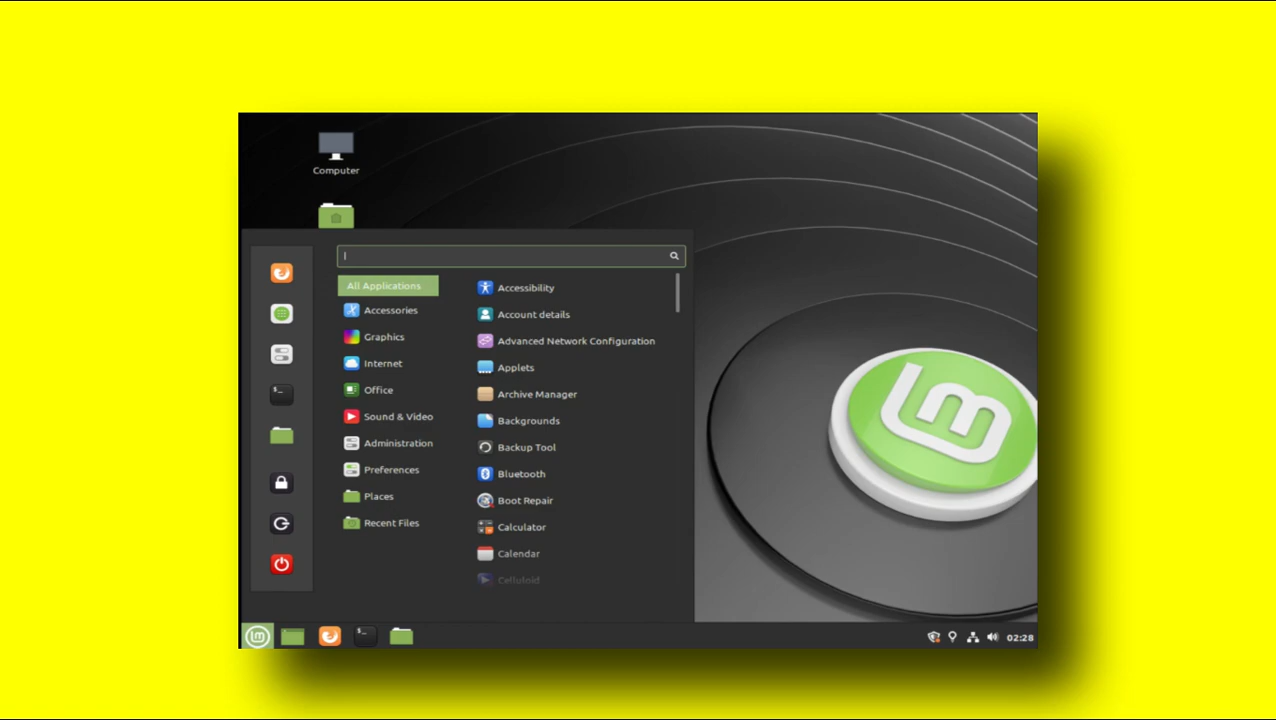 Computer
All Applications
Accessories
Graphics
Internet
Office
Sound & Video
Administration
Preferences
Places
Recent Files
Accessibility
Account details
Advanced Network Configuration
Applets
Archive Manager
Backgrounds
Backup Tool
Bluetooth
Boot Repair
Calculator
Calendar
Celluloid
02:28